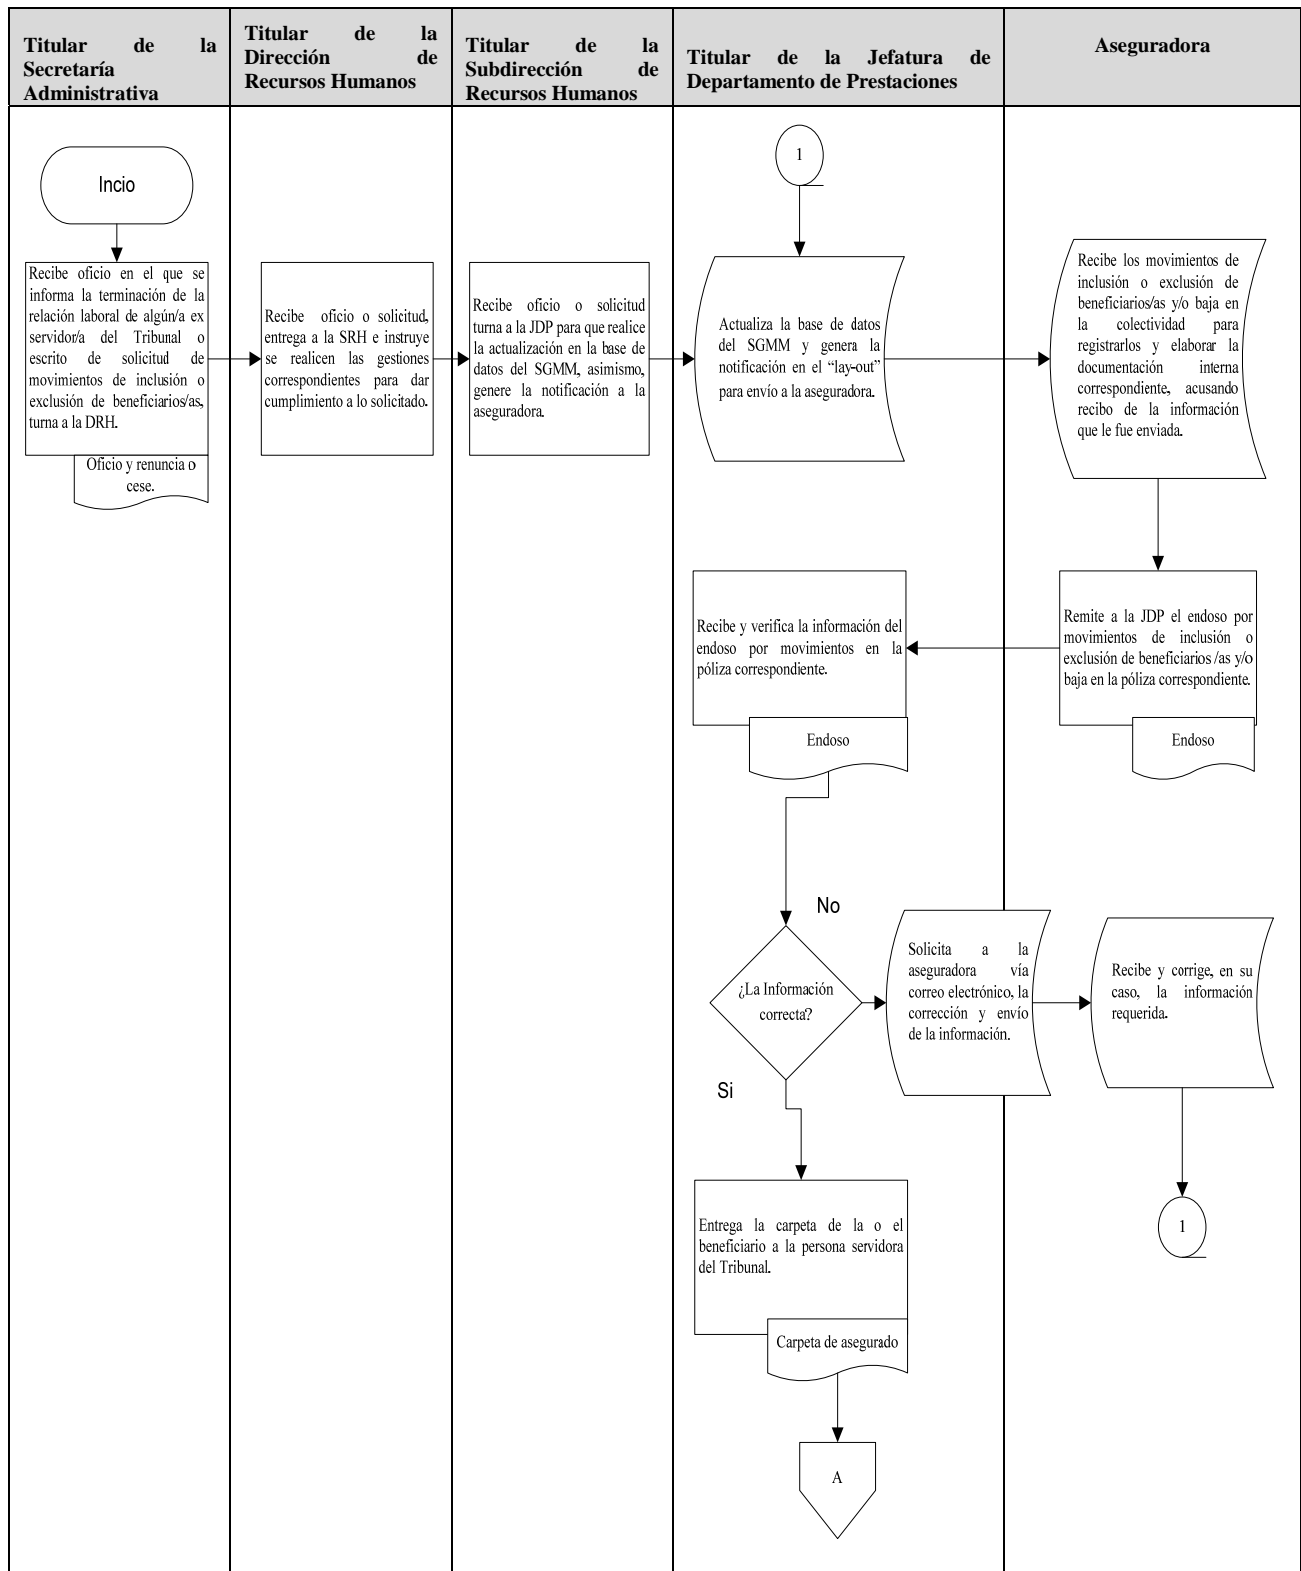 Titular de la
Secretaría
Administrativa
Titular de la
Dirección de
Recursos Humanos
Titular de la
Subdirección de
Recursos Humanos
Titular de la Jefatura de
Departamento de Prestaciones
Aseguradora
Incio
Recibe oficio en el que se
informa la terminación de la
relación laboral de algún/a ex
servidor/a del Tribunal o
escrito de solicitud de
movimientos de inclusión o
exclusión de beneficiarios/as,
turna a la DRH.
Oficio y renuncia o
cese.
Recibe oficio o solicitud,
entrega a la SRH e instruye
se realicen las gestiones
correspondientes para dar
cumplimiento a lo solicitado.
Recibe oficio o solicitud
turna a la JDP para que realice
la actualización en la base de
datos del SGMM, asimismo,
genere la notificación a la
aseguradora.
1
Actualiza la base de datos
del SGMM y genera la
notificación en el “lay-out”
para envío a la aseguradora.
Recibe los movimientos de
inclusión o exclusión de
beneficiarios/as y/o baja en
la colectividad para
registrarlos y elaborar la
documentación interna
correspondiente, acusando
recibo de la información
que le fue enviada.
Recibe y verifica la información del
endoso por movimientos en la
póliza correspondiente.
Endoso
Remite a la JDP el endoso por
movimientos de inclusión o
exclusión de beneficiarios /as y/o
baja en la póliza correspondiente.
Endoso
No
¿La Información
correcta?
Solicita a la
aseguradora vía
correo electrónico, la
corrección y envío
de la información.
Recibe y corrige, en su
caso, la información
requerida.
Si
Entrega la carpeta de la o el
beneficiario a la persona servidora
del Tribunal.
Carpeta de asegurado
1
A